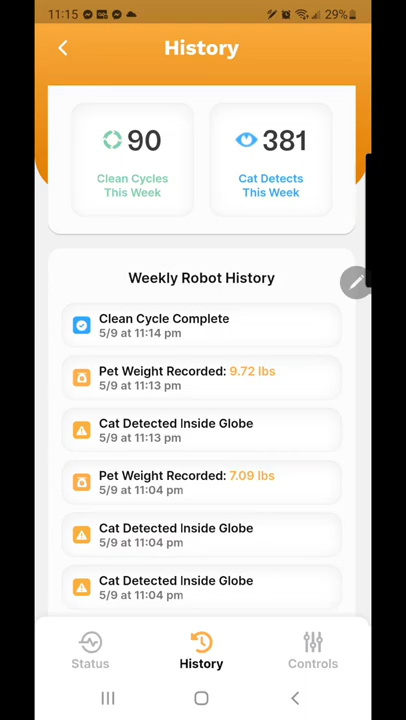 11:15
29%
History
90
Clean Cycles
This Week
381
Cat Detects
This Week
Weekly Robot History
Clean Cycle Complete
5/9 at 11:14 pm
Pet Weight Recorded: 9.72 lbs
5/9 at 11:13 pm
Cat Detected Inside Globe
5/9 at 11:13 pm
Pet Weight Recorded: 7.09 lbs
5/9 at 11:04 pm
Cat Detected Inside Globe
5/9 at 11:04 pm
Cat Detected Inside Globe
5/9 at 11:04 pm
Status
History
Controls